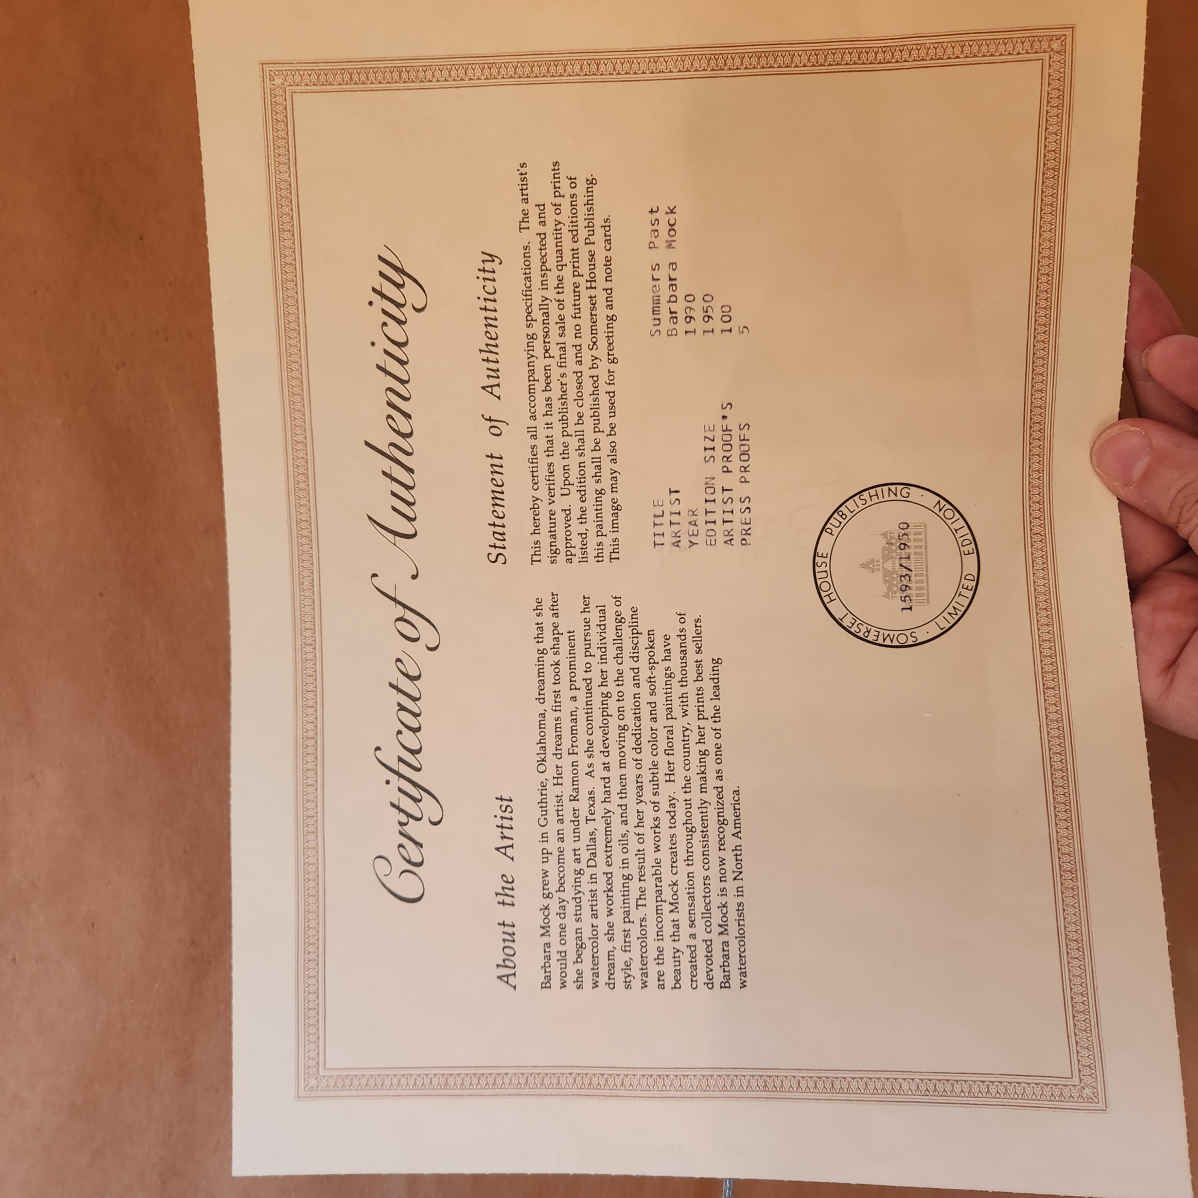 Certificate of Authenticity
About the Artist
Barbara Mock grew up in Guthrie, Oklahoma, dreaming that she
would one day become an artist. Her dreams first took shape after
she began studying art under Ramon Froman, a prominent
watercolor artist in Dallas, Texas. As she continued to pursue her
dream, she worked extremely hard at developing her individual
style, first painting in oils, and then moving on to the challenge of
watercolors. The result of her years of dedication and discipline
are the incomparable works of subtle color and soft-spoken
beauty that Mock creates today. Her floral paintings have
created a sensation throughout the country, with thousands of
devoted collectors consistently making her prints best sellers.
Barbara Mock is now recognized as one of the leading
watercolorists in North America.
Statement of Authenticity
This hereby certifies all accompanying specifications. The artist's
signature verifies that it has been personally inspected and
approved. Upon the publisher's final sale of the quantity of prints
listed, the edition shall be closed and no future print editions of
this painting shall be published by Somerset House Publishing.
This image may also be used for greeting and note cards.
TITLE Summers Past
ARTIST Barbara Mock
YEAR 1990
EDITION SIZE 1950
ARTIST PROOF'S 100
PRESS PROOFS 5
SOMERSET HOUSE PUBLISHING ·
1593/1950
· LIMITED EDITION